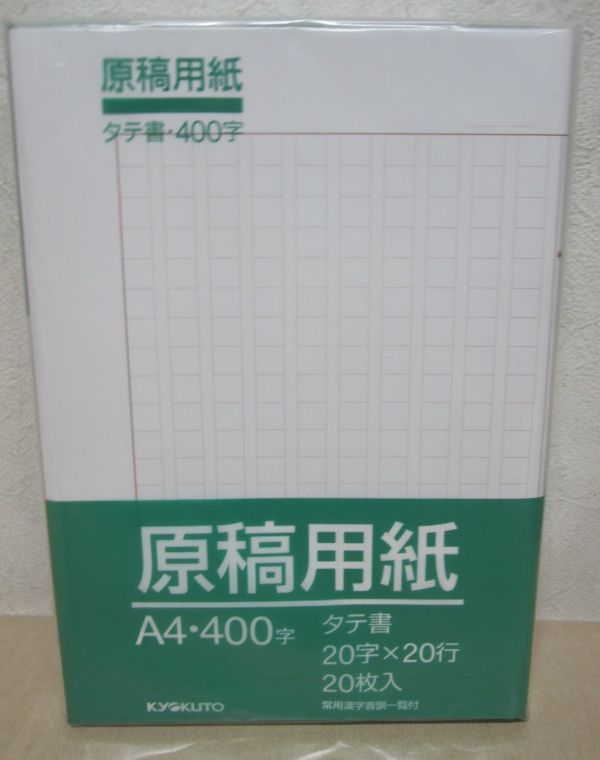 原稿用紙
タテ書・400字
原稿用紙
A4・400字
タテ書
20字×20行
20枚入
常用漢字音訓一覧付
KYOKUTO